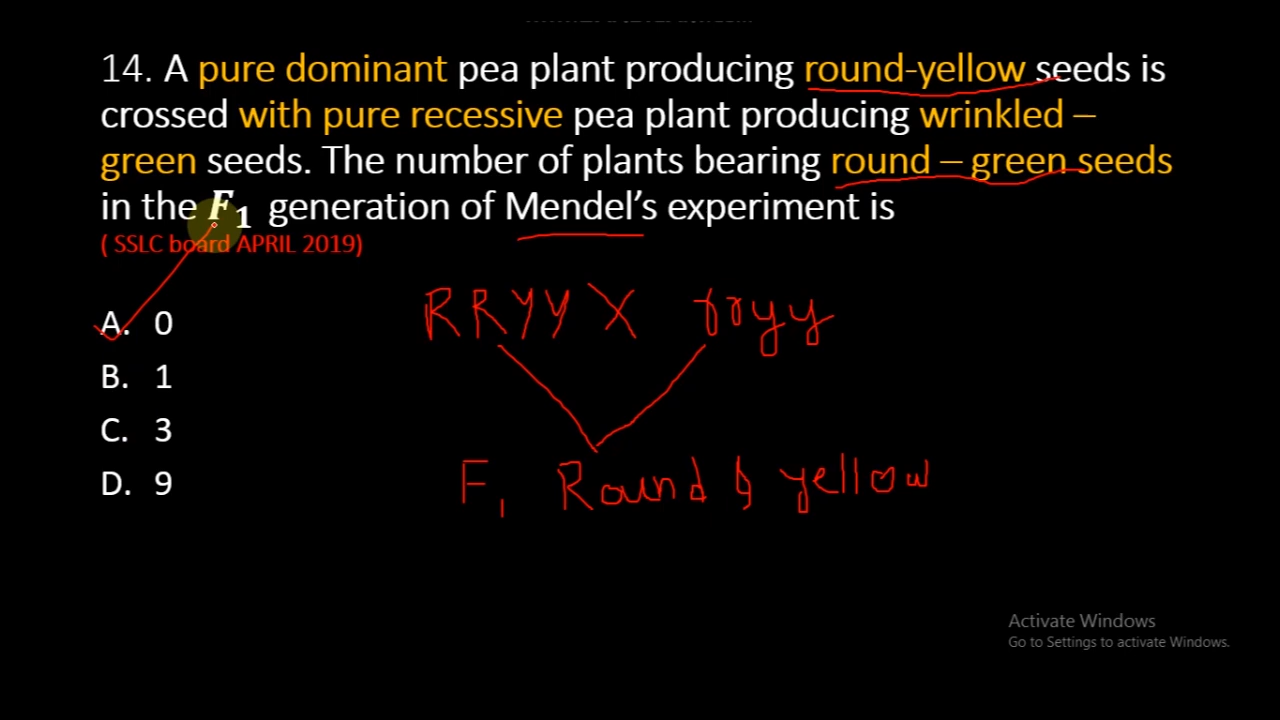 14. A pure dominant pea plant producing round-yellow seeds is
crossed with pure recessive pea plant producing wrinkled –
green seeds. The number of plants bearing round – green seeds
in the F₁ generation of Mendel's experiment is
( SSLC board APRIL 2019)
A. 0
B. 1
C. 3
D. 9
RRYY X rryy
F₁ Round & yellow
Activate Windows
Go to Settings to activate Windows.